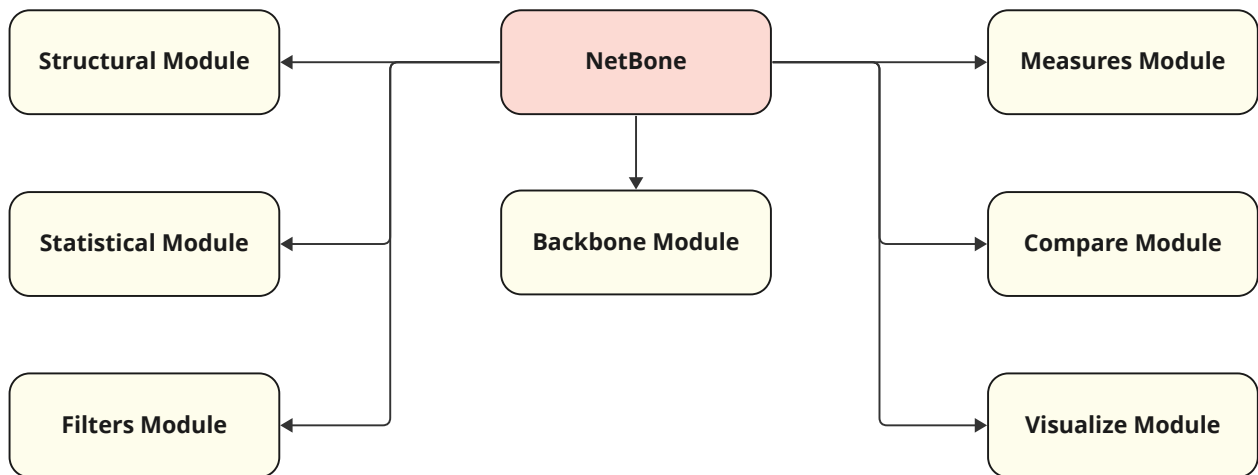 Structural Module
NetBone
Measures Module
Statistical Module
Backbone Module
Compare Module
Filters Module
Visualize Module